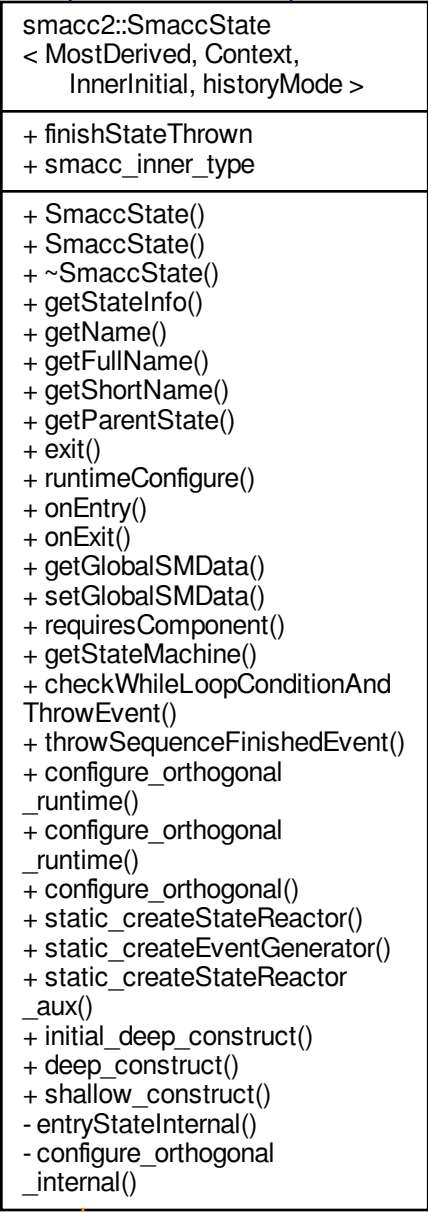 smacc2::SmaccState
< MostDerived, Context,
InnerInitial, historyMode >
+ finishStateThrown
+ smacc_inner_type
+ SmaccState()
+ SmaccState()
+ ~SmaccState()
+ getStateInfo()
+ getName()
+ getFullName()
+ getShortName()
+ getParentState()
+ exit()
+ runtimeConfigure()
+ onEntry()
+ onExit()
+ getGlobalSMData()
+ setGlobalSMData()
+ requiresComponent()
+ getStateMachine()
+ checkWhileLoopConditionAnd
ThrowEvent()
+ throwSequenceFinishedEvent()
+ configure_orthogonal
_runtime()
+ configure_orthogonal
_runtime()
+ configure_orthogonal()
+ static_createStateReactor()
+ static_createEventGenerator()
+ static_createStateReactor
_aux()
+ initial_deep_construct()
+ deep_construct()
+ shallow_construct()
- entryStateInternal()
- configure_orthogonal
_internal()